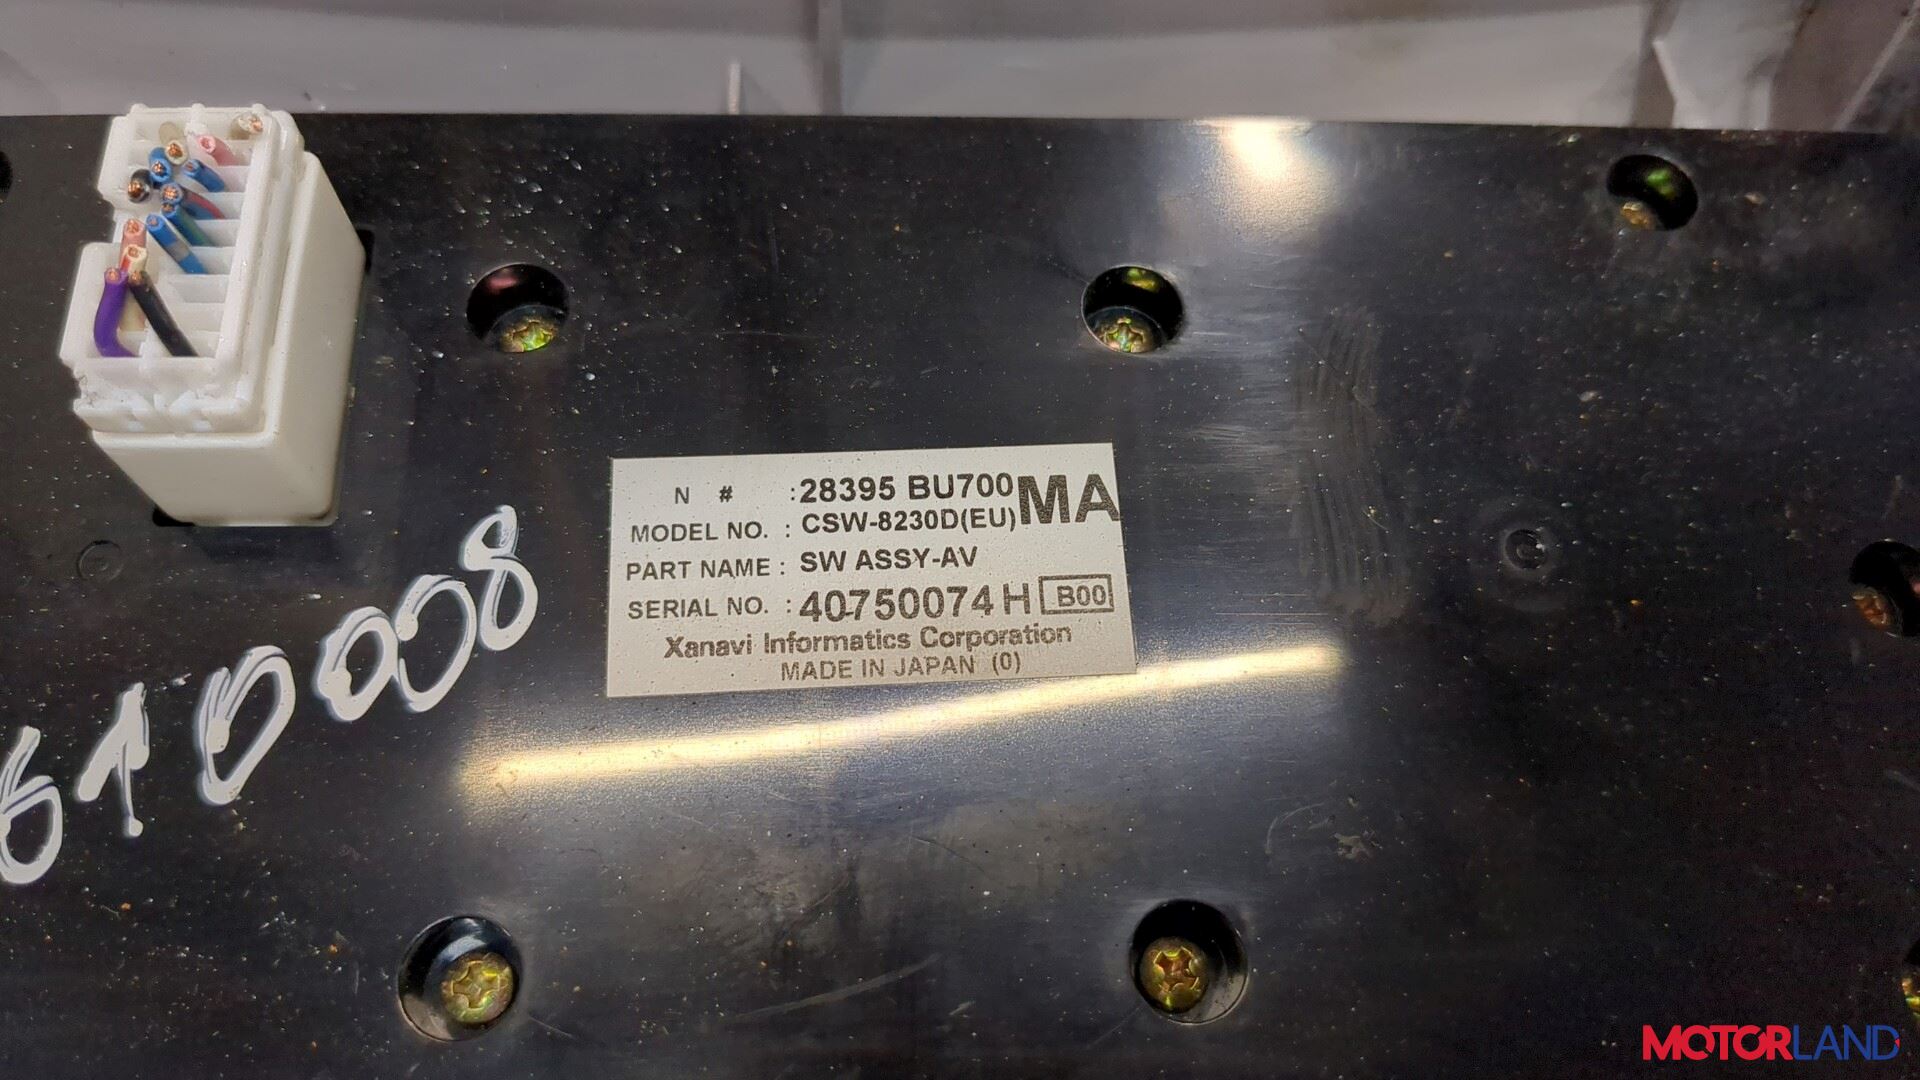 N # :28395 BU700 MA
MODEL NO. : CSW-8230D(EU)
PART NAME : SW ASSY-AV
SERIAL NO. : 40750074 H B00
Xanavi Informatics Corporation
MADE IN JAPAN (0)
MOTORLAND